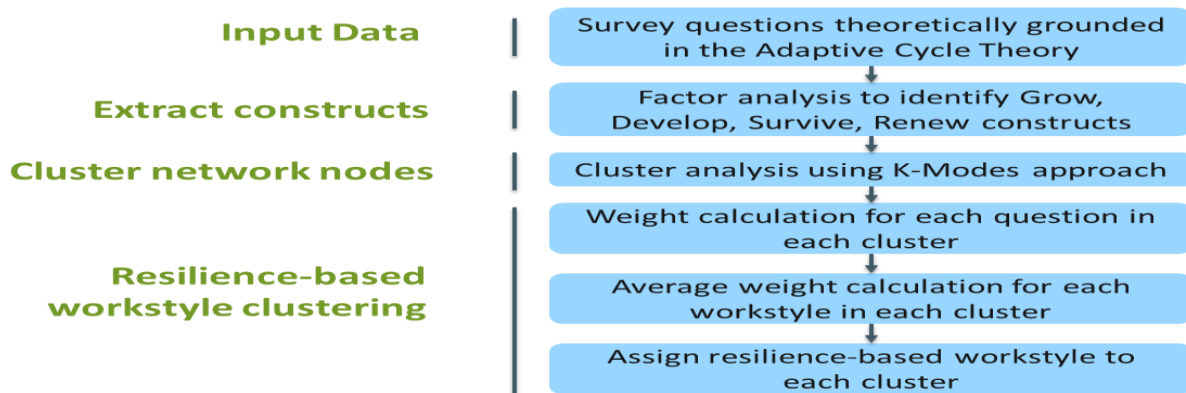 Input Data
Survey questions theoretically grounded
in the Adaptive Cycle Theory
Extract constructs
Factor analysis to identify Grow,
Develop, Survive, Renew constructs
Cluster network nodes
Cluster analysis using K-Modes approach
Resilience-based
workstyle clustering
Weight calculation for each question in
each cluster
Average weight calculation for each
workstyle in each cluster
Assign resilience-based workstyle to
each cluster